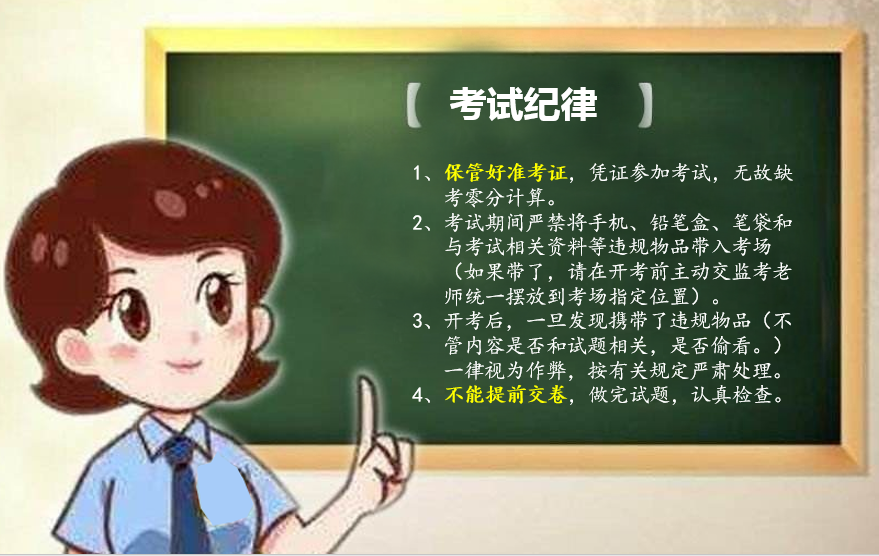 【 考试纪律 】
1、保管好准考证，凭证参加考试，无故缺
考零分计算。
2、考试期间严禁将手机、铅笔盒、笔袋和
与考试相关资料等违规物品带入考场
（如果带了，请在开考前主动交监考老
师统一摆放到考场指定位置）。
3、开考后，一旦发现携带了违规物品（不
管内容是否和试题相关，是否偷看。）
一律视为作弊，按有关规定严肃处理。
4、不能提前交卷，做完试题，认真检查。